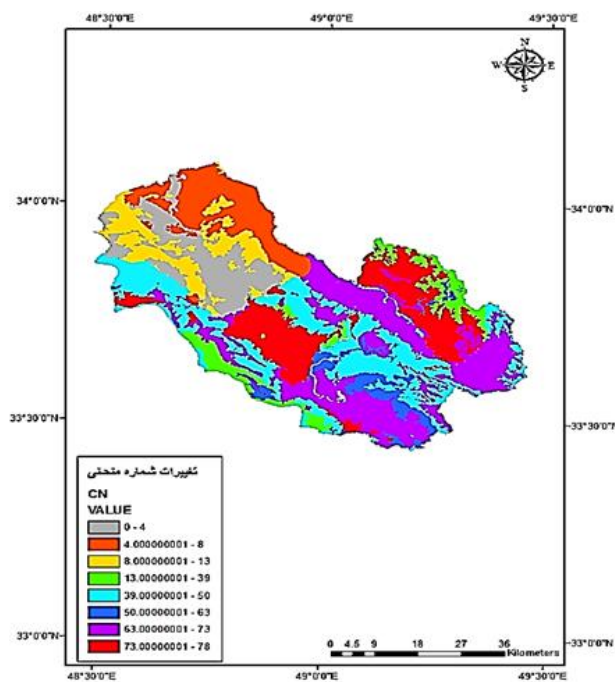 48°30'0"E 49°0'0"E 49°30'0"E
N
W E
S
34°0'0"N 34°0'0"N
33°30'0"N 33°30'0"N
تغییرات شماره منحنی
CN
VALUE
0 - 4
4.000000001 - 8
8.000000001 - 13
13.00000001 - 39
39.00000001 - 50
50.00000001 - 63
63.00000001 - 73
73.00000001 - 78
33°0'0"N 33°0'0"N
0 4.5 9 18 27 36
Kilometers
48°30'0"E 49°0'0"E 49°30'0"E